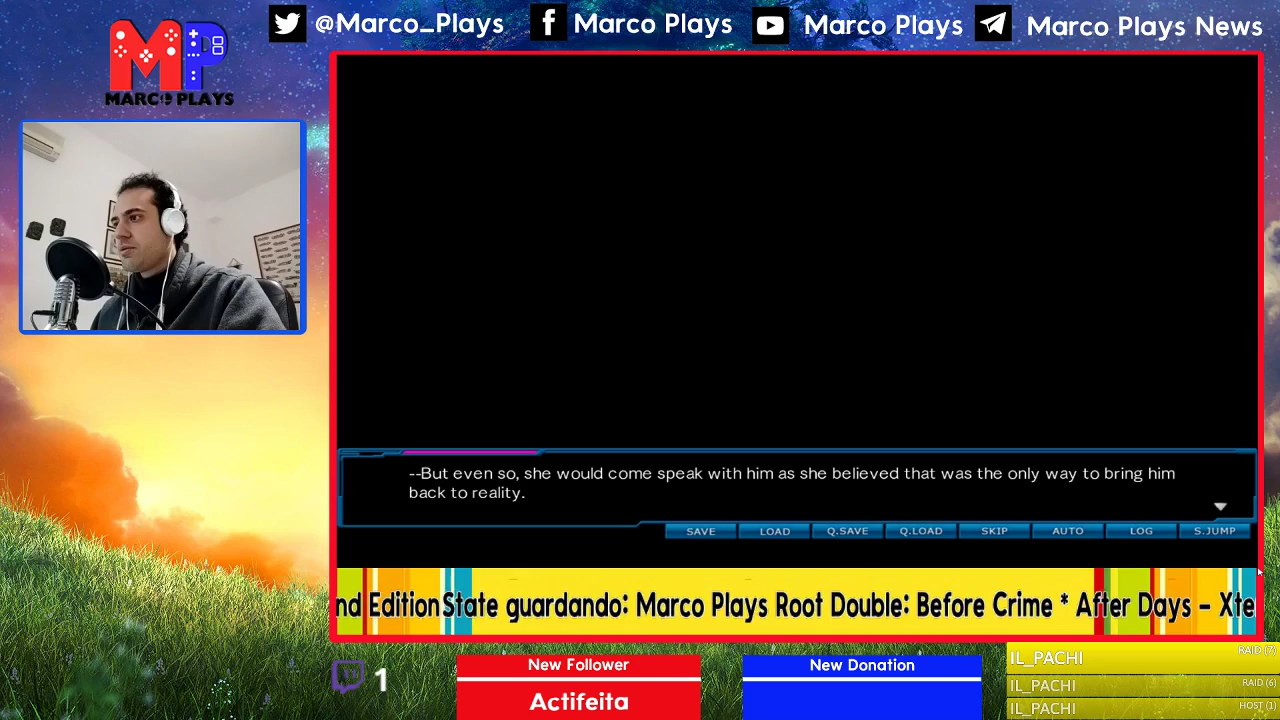 @Marco_Plays
Marco Plays
Marco Plays
Marco Plays News
MP
MARCO PLAYS
--But even so, she would come speak with him as she believed that was the only way to bring him
back to reality.
SAVE
LOAD
Q.SAVE
Q.LOAD
SKIP
AUTO
LOG
S.JUMP
nd Edition State guardando: Marco Plays Root Double: Before Crime * After Days - Xte
1
New Follower
Actifeita
New Donation
IL_PACHI RAID (7)
IL_PACHI RAID (6)
IL_PACHI HOST (1)